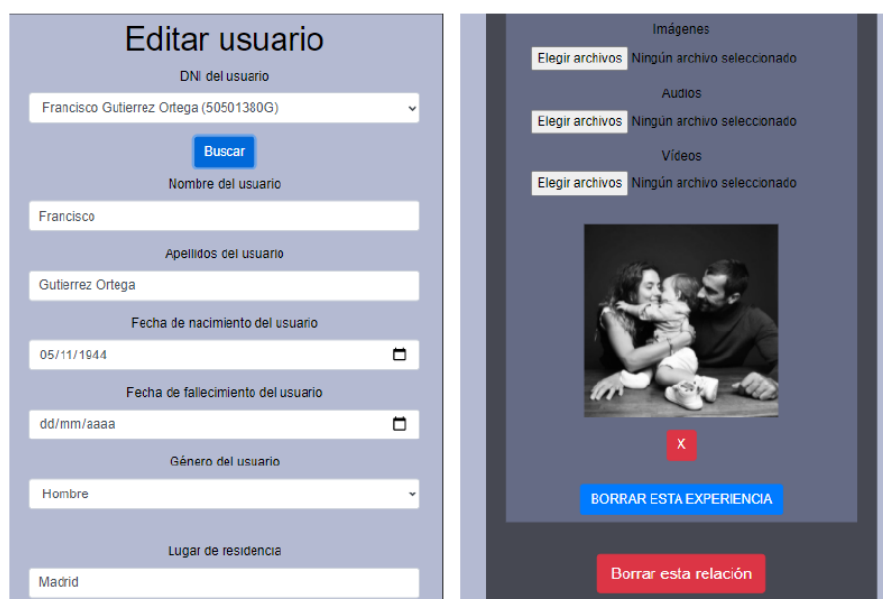 Editar usuario
DNI del usuario
Francisco Gutierrez Ortega (50501380G)
Buscar
Nombre del usuario
Francisco
Apellidos del usuario
Gutierrez Ortega
Fecha de nacimiento del usuario
05/11/1944
Fecha de fallecimiento del usuario
dd/mm/aaaa
Género del usuario
Hombre
Lugar de residencia
Madrid
Imágenes
Elegir archivos Ningún archivo seleccionado
Audios
Elegir archivos Ningún archivo seleccionado
Vídeos
Elegir archivos Ningún archivo seleccionado
X
BORRAR ESTA EXPERIENCIA
Borrar esta relación